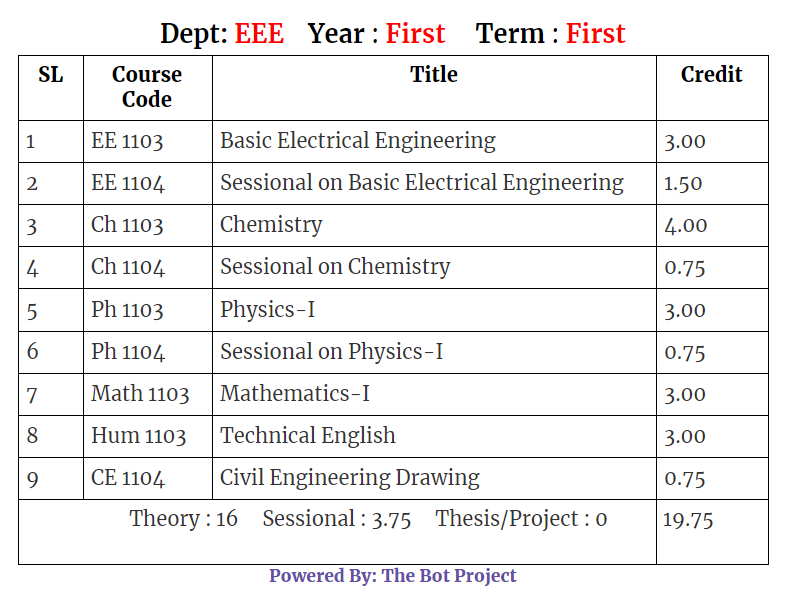 Dept: EEE Year : First Term : First
SL Course Code Title Credit
1 EE 1103 Basic Electrical Engineering 3.00
2 EE 1104 Sessional on Basic Electrical Engineering 1.50
3 Ch 1103 Chemistry 4.00
4 Ch 1104 Sessional on Chemistry 0.75
5 Ph 1103 Physics-I 3.00
6 Ph 1104 Sessional on Physics-I 0.75
7 Math 1103 Mathematics-I 3.00
8 Hum 1103 Technical English 3.00
9 CE 1104 Civil Engineering Drawing 0.75
Theory : 16 Sessional : 3.75 Thesis/Project : 0 19.75
Powered By: The Bot Project